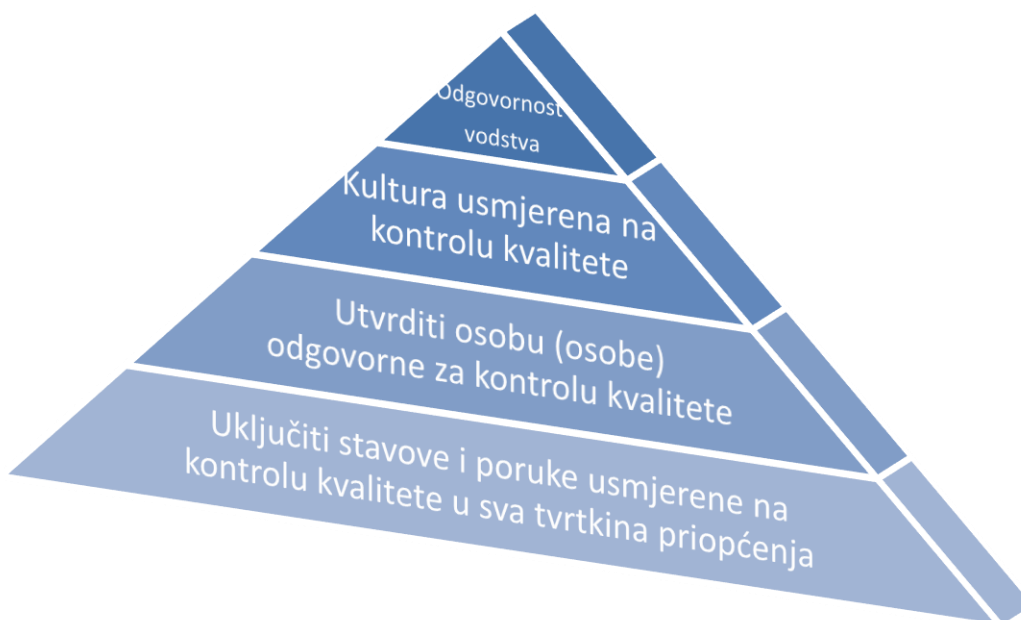 Odgovornost
vodstva
Kultura usmjerena na
kontrolu kvalitete
Utvrditi osobu (osobe)
odgovorne za kontrolu kvalitete
Uključiti stavove i poruke usmjerene na
kontrolu kvalitete u sva tvrtkina priopćenja